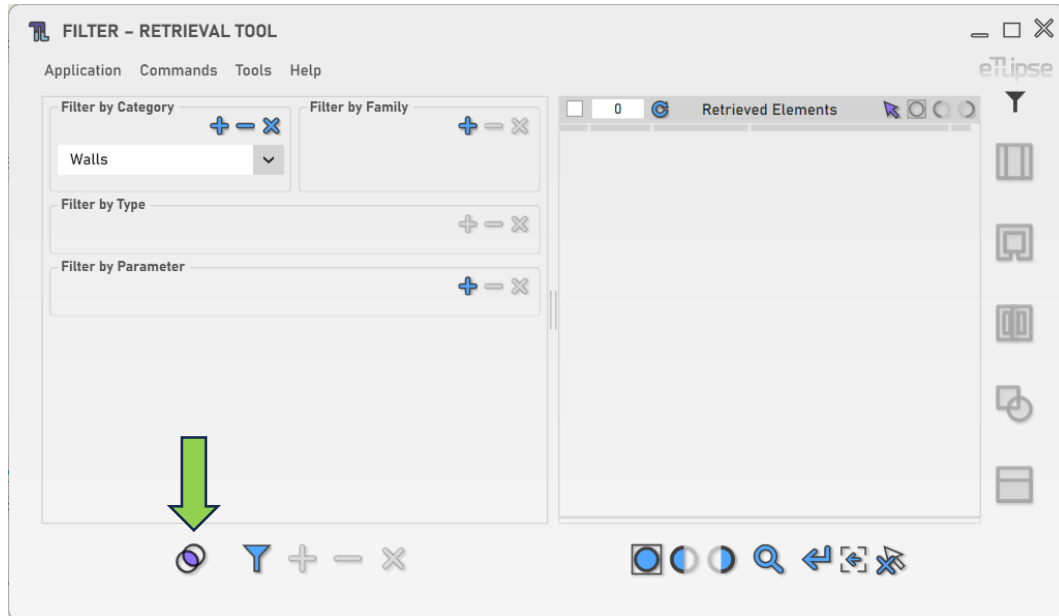 FILTER – RETRIEVAL TOOL
Application Commands Tools Help
eTLipse
Filter by Category
Filter by Family
Walls
Filter by Type
Filter by Parameter
0 Retrieved Elements